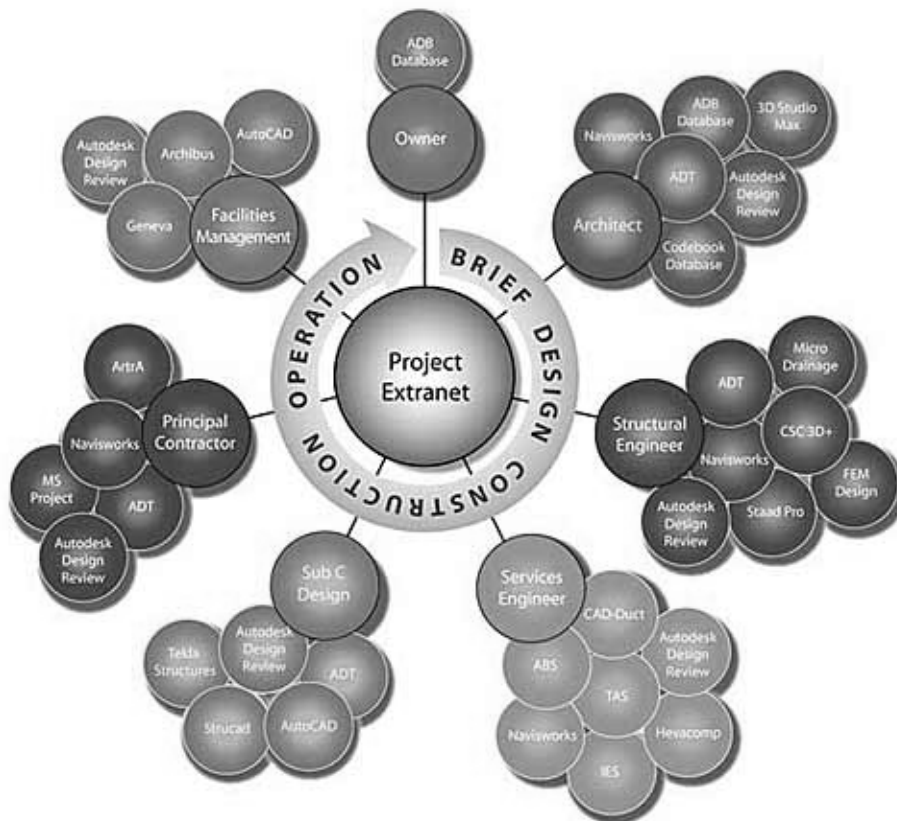 ADB
Database
Owner
Autodesk
Design
Review
Archibus
AutoCAD
Geneva
Facilities
Management
Navisworks
ADB
Database
3D Studio
Max
ADT
Autodesk
Design
Review
Architect
Codebook
Database
OPERATION
BRIEF
DESIGN
CONSTRUCTION
Project
Extranet
ArtrA
Principal
Contractor
Navisworks
MS
Project
ADT
Autodesk
Design
Review
Micro
Drainage
ADT
Structural
Engineer
CSC-3D+
Navisworks
FEM
Design
Autodesk
Design
Review
Staad Pro
Sub C
Design
Tekla
Structures
Autodesk
Design
Review
ADT
Strucad
AutoCAD
Services
Engineer
CAD-Duct
Autodesk
Design
Review
ABS
TAS
Navisworks
Hevacomp
IES